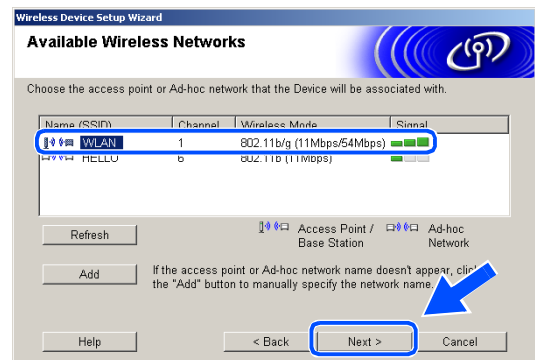 Wireless Device Setup Wizard
Available Wireless Networks
Choose the access point or Ad-hoc network that the Device will be associated with.
Name (SSID) Channel Wireless Mode Signal
WLAN 1 802.11b/g (11Mbps/54Mbps)
HELLO 6 802.11b (11Mbps)
Refresh
Access Point / Base Station
Ad-hoc Network
Add
If the access point or Ad-hoc network name doesn't appear, click
the "Add" button to manually specify the network name.
Help < Back Next > Cancel